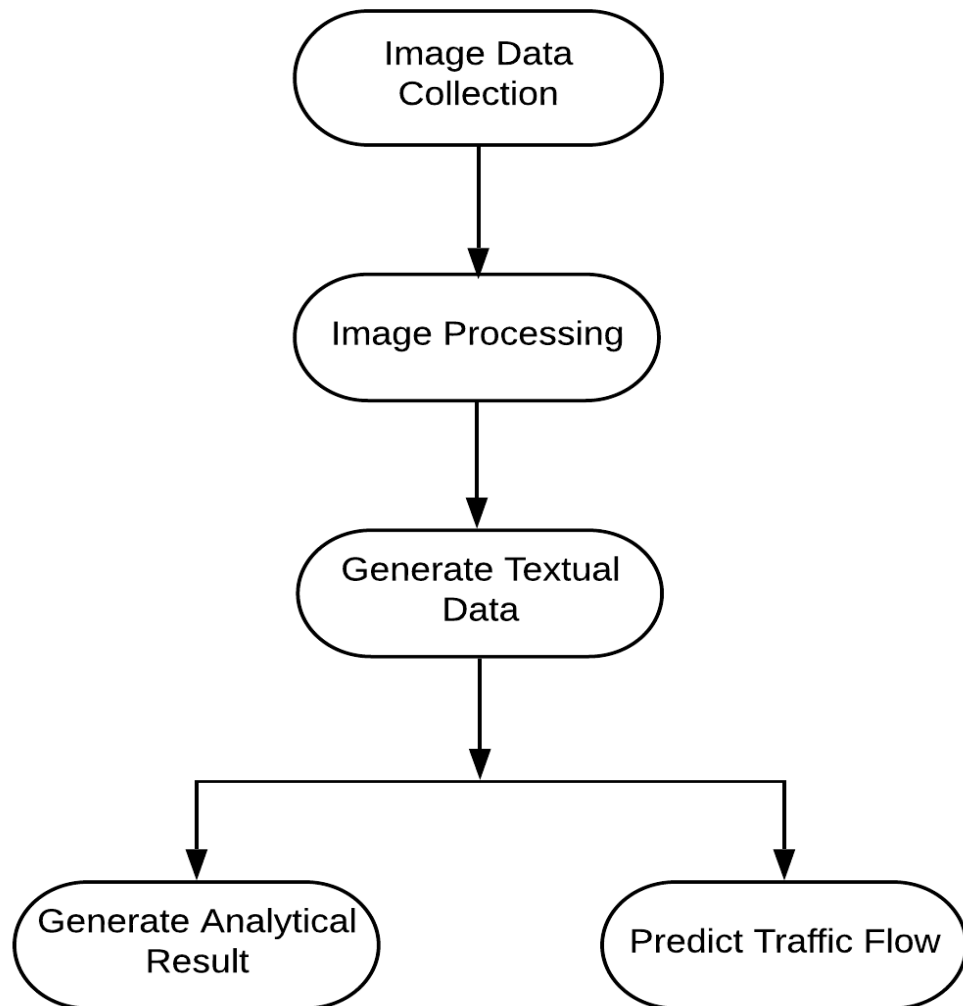 Image Data
Collection
Image Processing
Generate Textual
Data
Generate Analytical
Result
Predict Traffic Flow